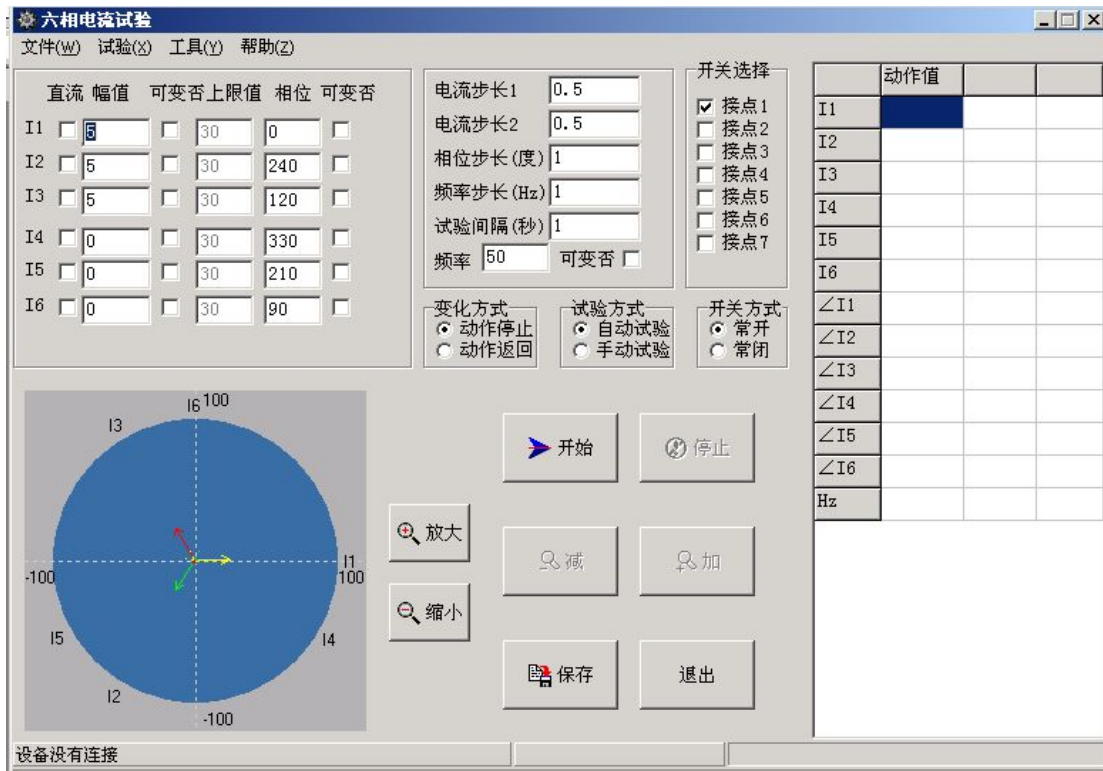 六相电流试验
文件(W) 试验(X) 工具(Y) 帮助(Z)
直流 幅值 可变否上限值 相位 可变否
I1 5 30 0
I2 5 30 240
I3 5 30 120
I4 0 30 330
I5 0 30 210
I6 0 30 90
电流步长1 0.5
电流步长2 0.5
相位步长(度) 1
频率步长(Hz) 1
试验间隔(秒) 1
频率 50 可变否
开关选择
接点1
接点2
接点3
接点4
接点5
接点6
接点7
变化方式
动作停止
动作返回
试验方式
自动试验
手动试验
开关方式
常开
常闭
动作值
I1
I2
I3
I4
I5
I6
∠I1
∠I2
∠I3
∠I4
∠I5
∠I6
Hz
I6 100
I3
I1
-100 100
I5 I4
I2
-100
放大
缩小
开始 停止
减 加
保存 退出
设备没有连接